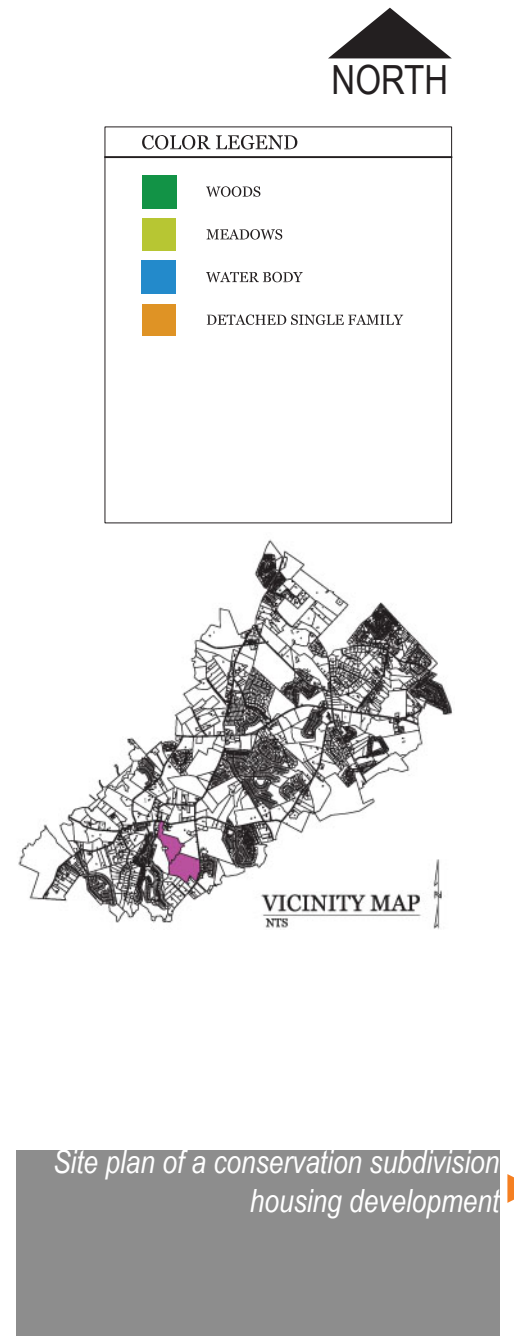 NORTH
COLOR LEGEND
WOODS
MEADOWS
WATER BODY
DETACHED SINGLE FAMILY
VICINITY MAP
NTS
Site plan of a conservation subdivision
housing development